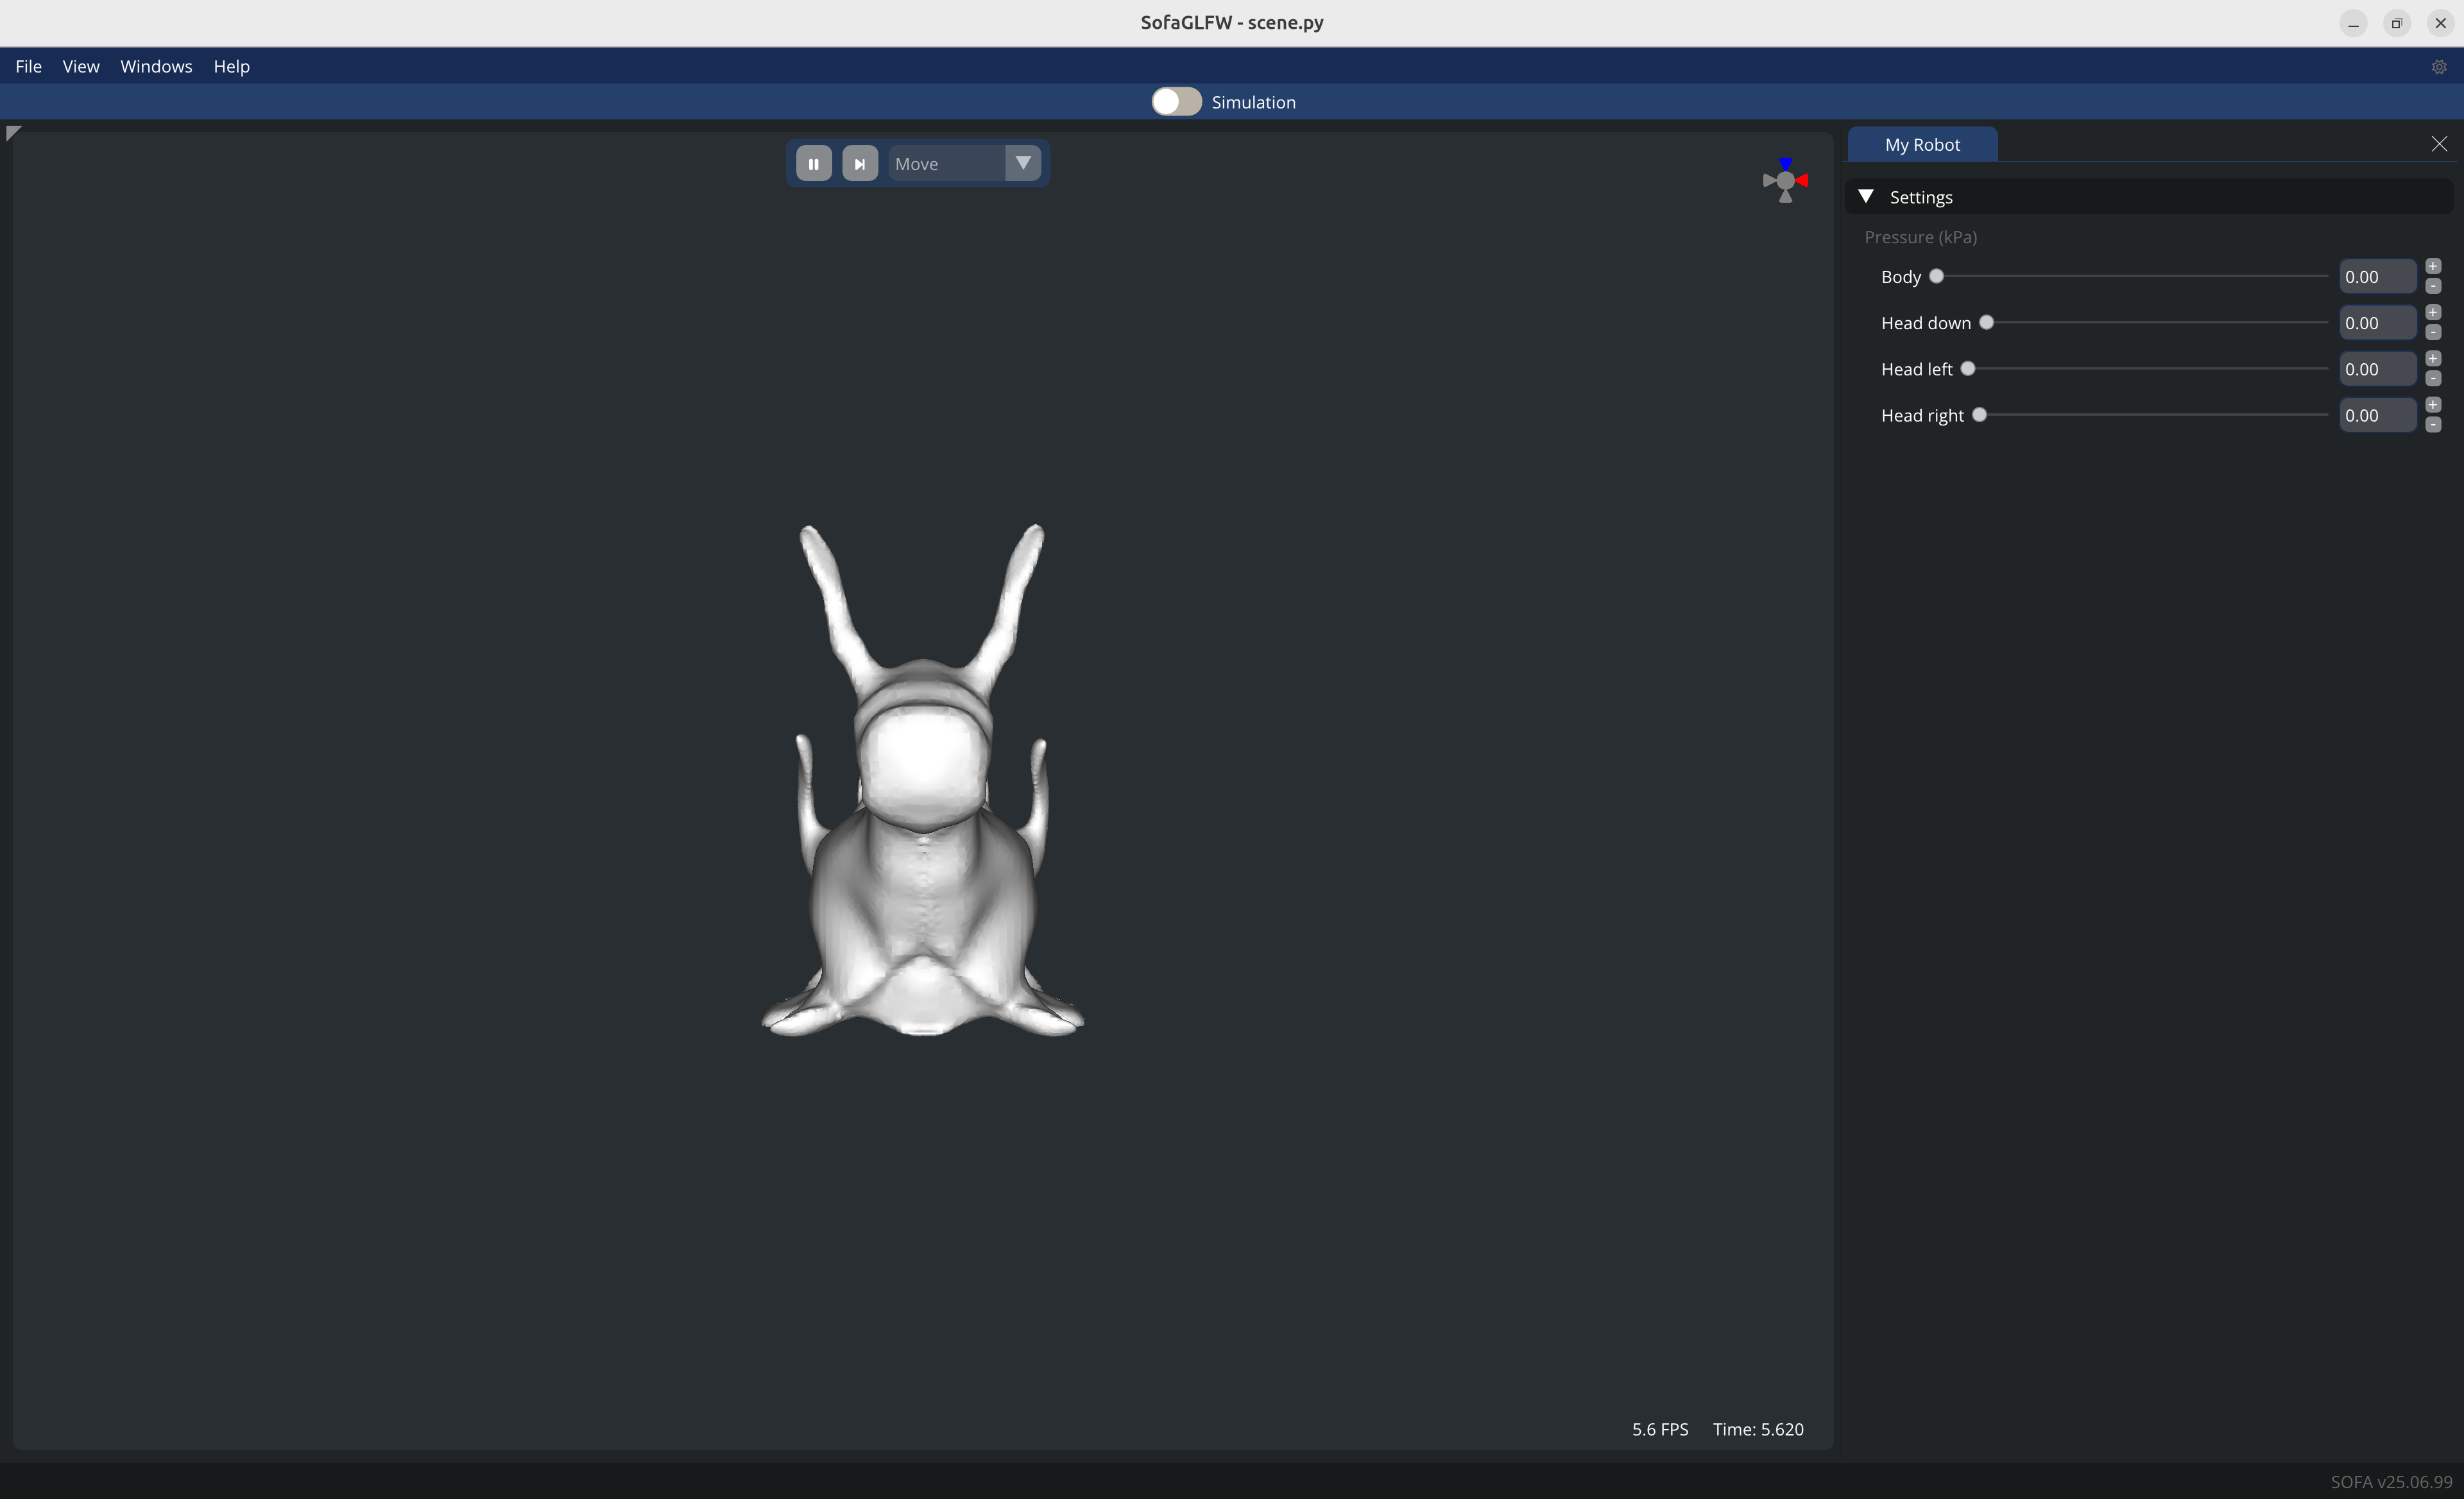 SofaGLFW - scene.py
File View Windows Help
Simulation
Move
My Robot
Settings
Pressure (kPa)
Body 0.00 + -
Head down 0.00 + -
Head left 0.00 + -
Head right 0.00 + -
5.6 FPS Time: 5.620
SOFA v25.06.99